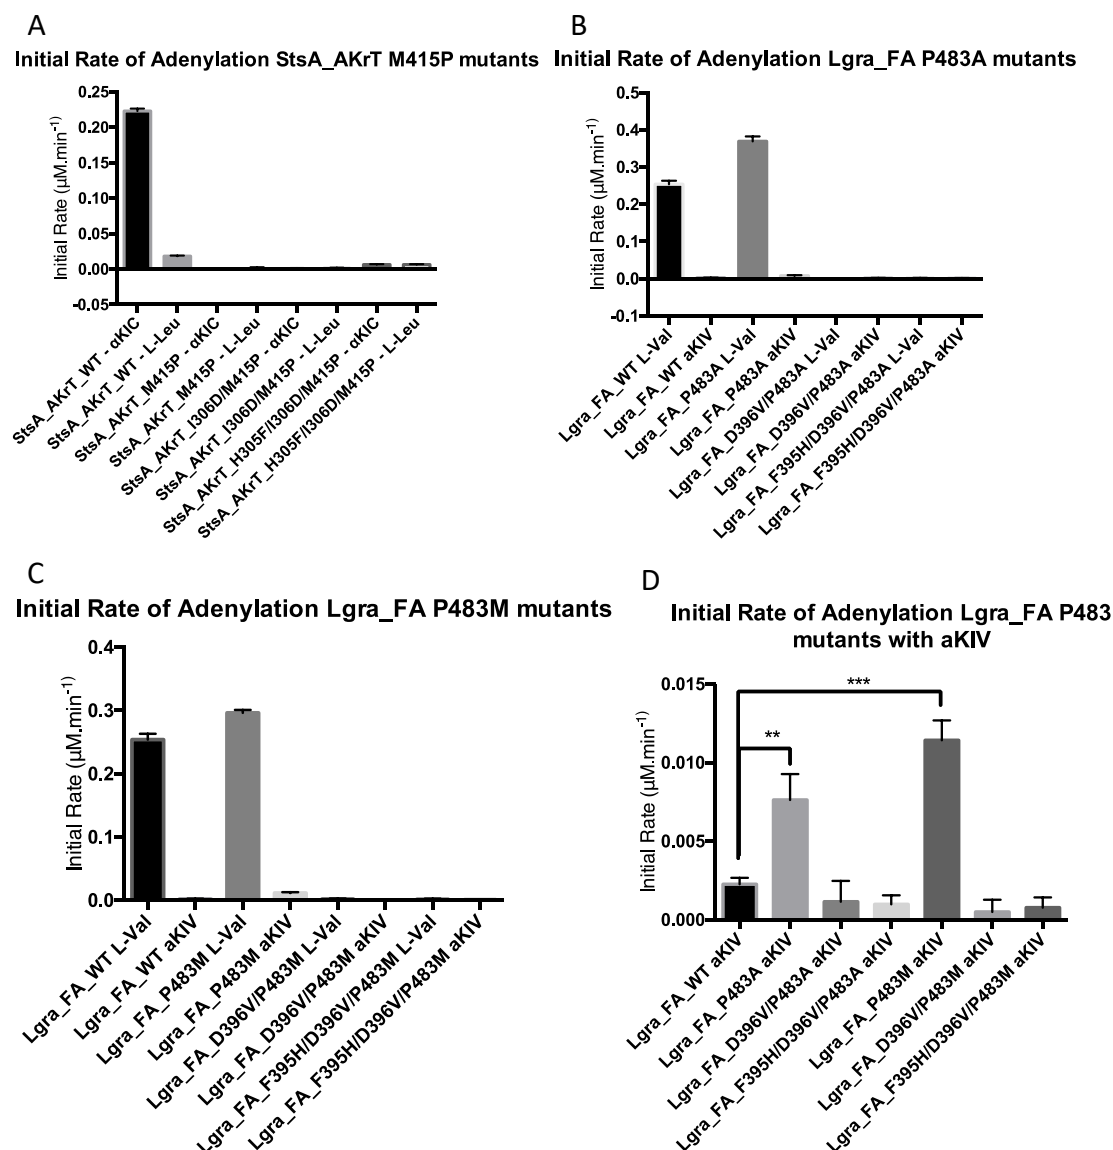 A
Initial Rate of Adenylation StsA_AKrT M415P mutants
Initial Rate (µM.min⁻¹)
0.25
0.20
0.15
0.10
0.05
0.00
-0.05
StsA_AKrT_WT - αKIC
StsA_AKrT_WT - L-Leu
StsA_AKrT_M415P - αKIC
StsA_AKrT_M415P - L-Leu
StsA_AKrT_I306D/M415P - αKIC
StsA_AKrT_I306D/M415P - L-Leu
StsA_AKrT_H305F/I306D/M415P - αKIC
StsA_AKrT_H305F/I306D/M415P - L-Leu
B
Initial Rate of Adenylation Lgra_FA P483A mutants
Initial Rate (µM.min⁻¹)
0.5
0.4
0.3
0.2
0.1
0.0
-0.1
Lgra_FA_WT L-Val
Lgra_FA_WT aKIV
Lgra_FA_P483A L-Val
Lgra_FA_P483A aKIV
Lgra_FA_D396V/P483A L-Val
Lgra_FA_D396V/P483A aKIV
Lgra_FA_F395H/D396V/P483A L-Val
Lgra_FA_F395H/D396V/P483A aKIV
C
Initial Rate of Adenylation Lgra_FA P483M mutants
Initial Rate (µM.min⁻¹)
0.4
0.3
0.2
0.1
0.0
Lgra_FA_WT L-Val
Lgra_FA_WT aKIV
Lgra_FA_P483M L-Val
Lgra_FA_P483M aKIV
Lgra_FA_D396V/P483M L-Val
Lgra_FA_D396V/P483M aKIV
Lgra_FA_F395H/D396V/P483M L-Val
Lgra_FA_F395H/D396V/P483M aKIV
D
Initial Rate of Adenylation Lgra_FA P483
mutants with aKIV
Initial Rate (µM.min⁻¹)
0.015
0.010
0.005
0.000
***
**
Lgra_FA_WT aKIV
Lgra_FA_P483A aKIV
Lgra_FA_D396V/P483A aKIV
Lgra_FA_F395H/D396V/P483A aKIV
Lgra_FA_P483M aKIV
Lgra_FA_D396V/P483M aKIV
Lgra_FA_F395H/D396V/P483M aKIV